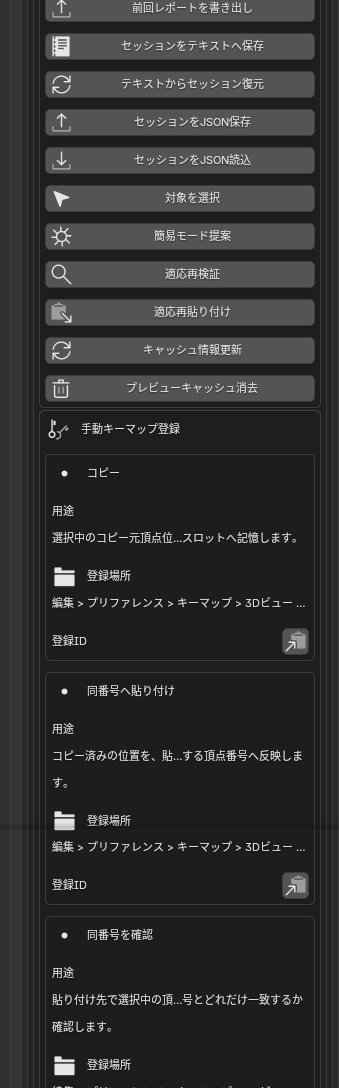 前回レポートを書き出し
セッションをテキストへ保存
テキストからセッション復元
セッションをJSON保存
セッションをJSON読込
対象を選択
簡易モード提案
適応再検証
適応再貼り付け
キャッシュ情報更新
プレビューキャッシュ消去
手動キーマップ登録
コピー
用途
選択中のコピー元頂点位...スロットへ記憶します。
登録場所
編集 > プリファレンス > キーマップ > 3Dビュー ...
登録ID
同番号へ貼り付け
用途
コピー済みの位置を、貼...する頂点番号へ反映しま
す。
登録場所
編集 > プリファレンス > キーマップ > 3Dビュー ...
登録ID
同番号を確認
用途
貼り付け先で選択中の頂...号とどれだけ一致するか
確認します。
登録場所